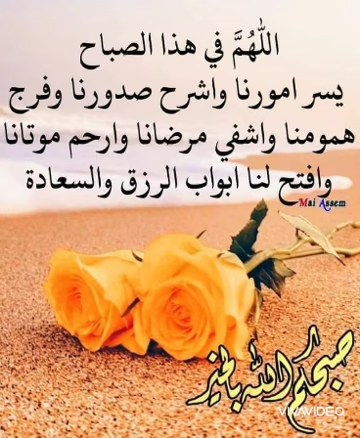 اللّٰهُمَّ في هذا الصباح
يسر امورنا واشرح صدورنا وفرج
همومنا واشفي مرضانا وارحم موتانا
وافتح لنا ابواب الرزق والسعادة
Mai Assem
صبحكم الله بالخير
VIVAVIDEO